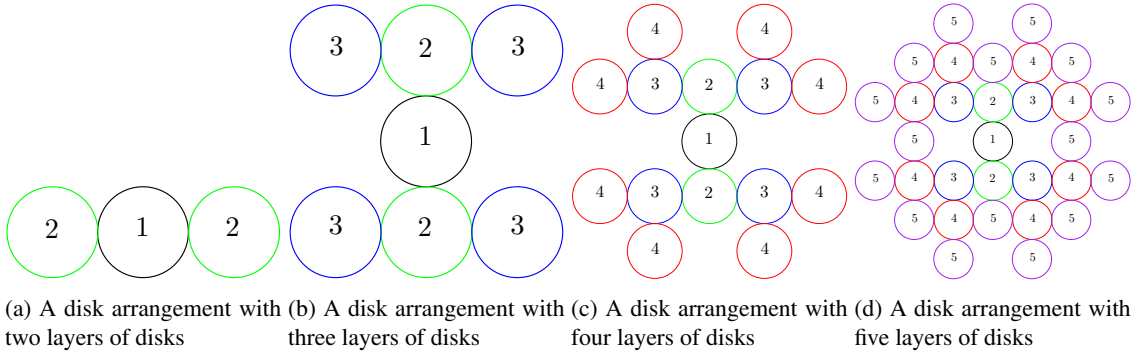 2 1 2
(a) A disk arrangement with
two layers of disks
3 2 3
1
3 2 3
(b) A disk arrangement with
three layers of disks
4 4
4 3 2 3 4
1
4 3 2 3 4
4 4
(c) A disk arrangement with
four layers of disks
5 5
5 4 5 4 5
5 4 3 2 3 4 5
5 1 5
5 4 3 2 3 4 5
5 4 5 4 5
5 5
(d) A disk arrangement with
five layers of disks